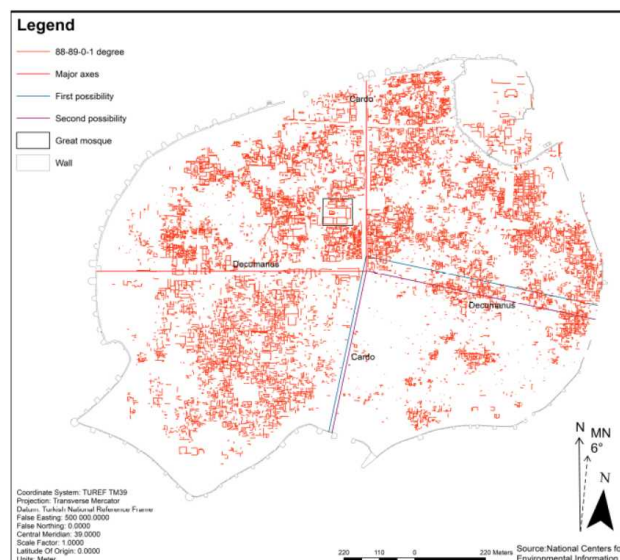 Legend
88-89-0-1 degree
Major axes
First possibility
Second possibility
Great mosque
Wall
Cardo
Decumanus
Decumanus
Cardo
N
MN
6°
N
Coordinate System: TUREF TM39
Projection: Transverse Mercator
Datum: Turkish National Reference Frame
False Easting: 500 000.0000
False Northing: 0.0000
Central Meridian: 39.0000
Scale Factor: 1.0000
Latitude Of Origin: 0.0000
Units: Meter
220 110 0 220 Meters
Source:National Centers fo
Environmental Information